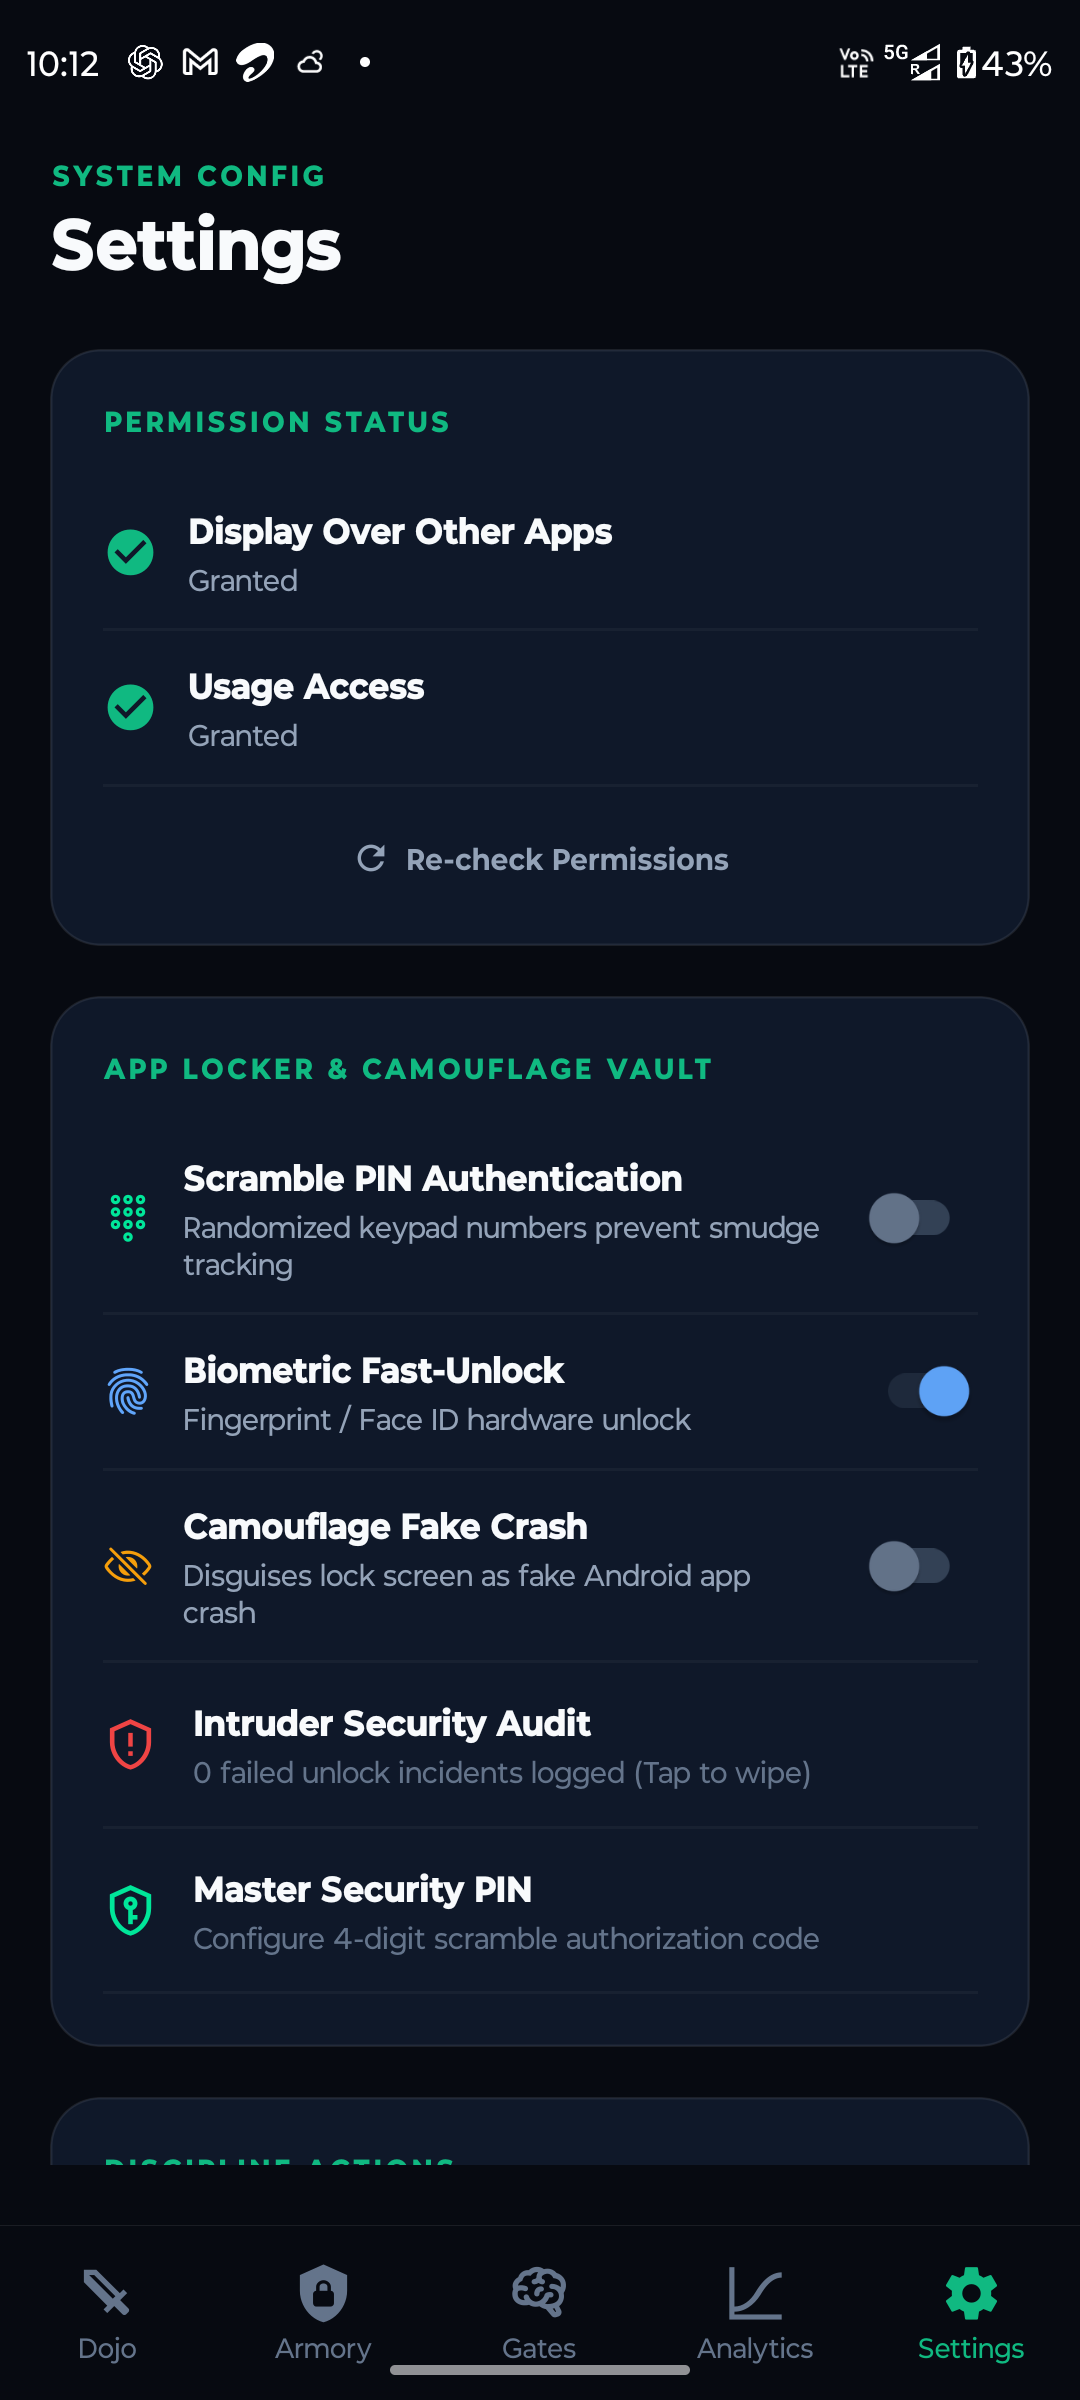 10:12
Vo LTE 5G R 43%
SYSTEM CONFIG
Settings
PERMISSION STATUS
Display Over Other Apps
Granted
Usage Access
Granted
Re-check Permissions
APP LOCKER & CAMOUFLAGE VAULT
Scramble PIN Authentication
Randomized keypad numbers prevent smudge
tracking
Biometric Fast-Unlock
Fingerprint / Face ID hardware unlock
Camouflage Fake Crash
Disguises lock screen as fake Android app
crash
Intruder Security Audit
0 failed unlock incidents logged (Tap to wipe)
Master Security PIN
Configure 4-digit scramble authorization code
DISCIPLINE ACTIONS
Dojo
Armory
Gates
Analytics
Settings